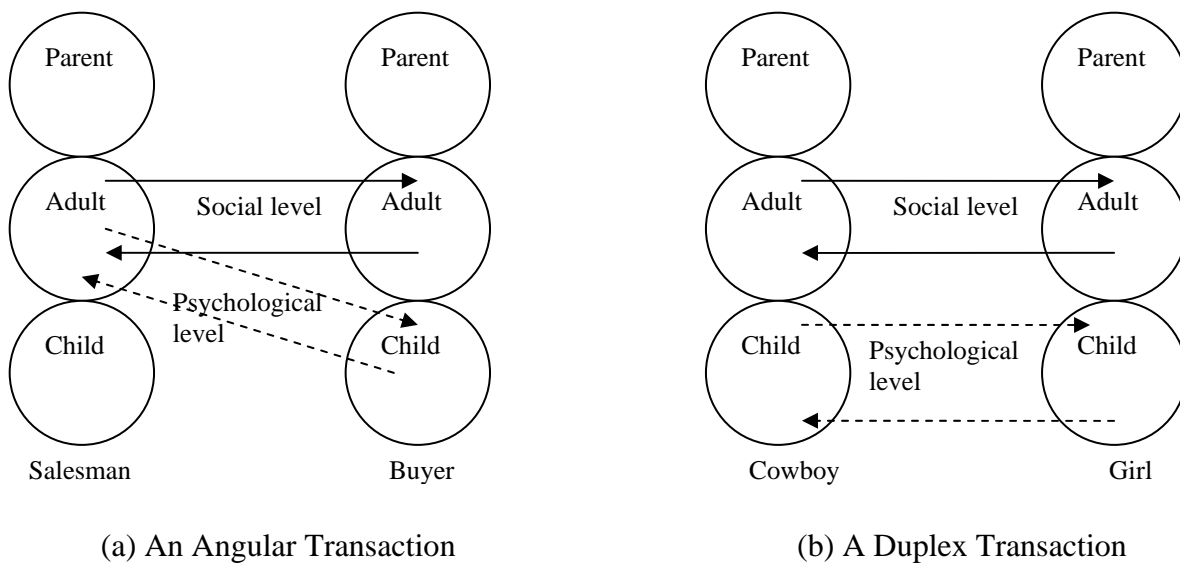 Parent
Parent
Adult
Social level
Adult
Psychological
level
Child
Child
Salesman
Buyer
(a) An Angular Transaction
Parent
Parent
Adult
Social level
Adult
Child
Psychological
level
Child
Cowboy
Girl
(b) A Duplex Transaction